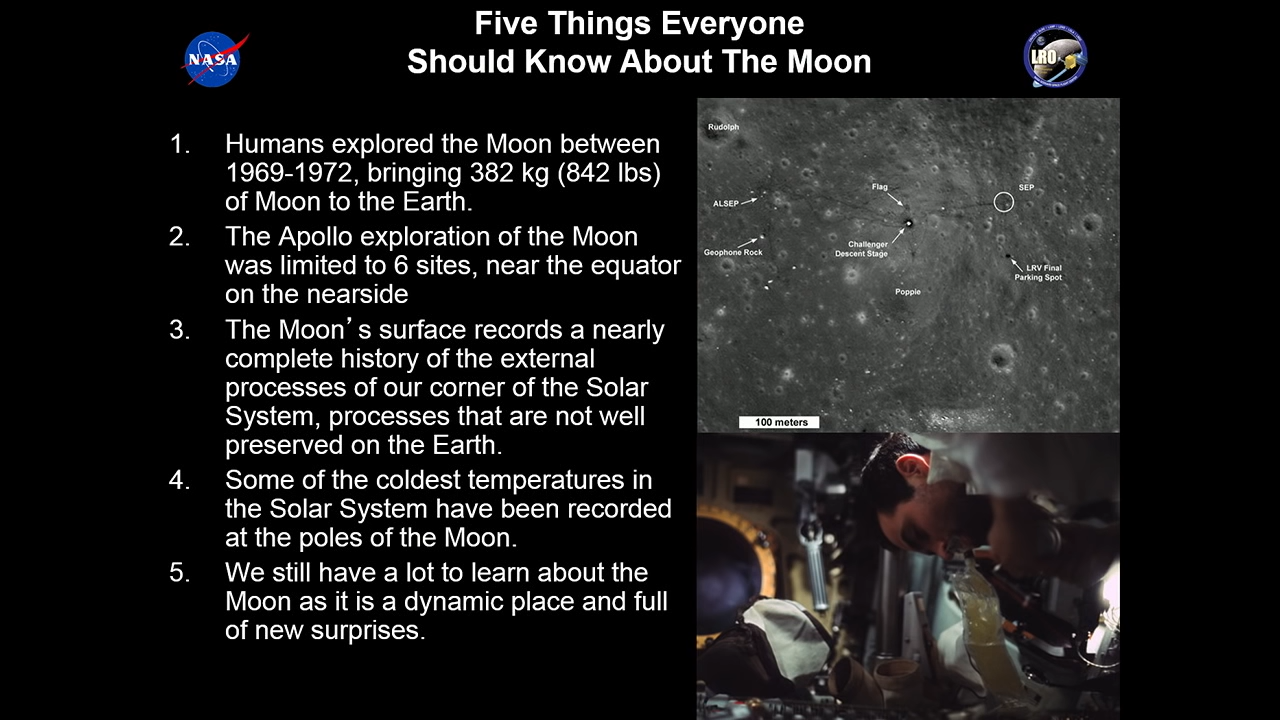 Five Things Everyone
Should Know About The Moon
NASA
LRO
1. Humans explored the Moon between
1969-1972, bringing 382 kg (842 lbs)
of Moon to the Earth.
2. The Apollo exploration of the Moon
was limited to 6 sites, near the equator
on the nearside
3. The Moon’s surface records a nearly
complete history of the external
processes of our corner of the Solar
System, processes that are not well
preserved on the Earth.
4. Some of the coldest temperatures in
the Solar System have been recorded
at the poles of the Moon.
5. We still have a lot to learn about the
Moon as it is a dynamic place and full
of new surprises.
Rudolph
Flag
SEP
ALSEP
Challenger
Descent Stage
Geophone Rock
LRV Final
Parking Spot
Poppie
100 meters